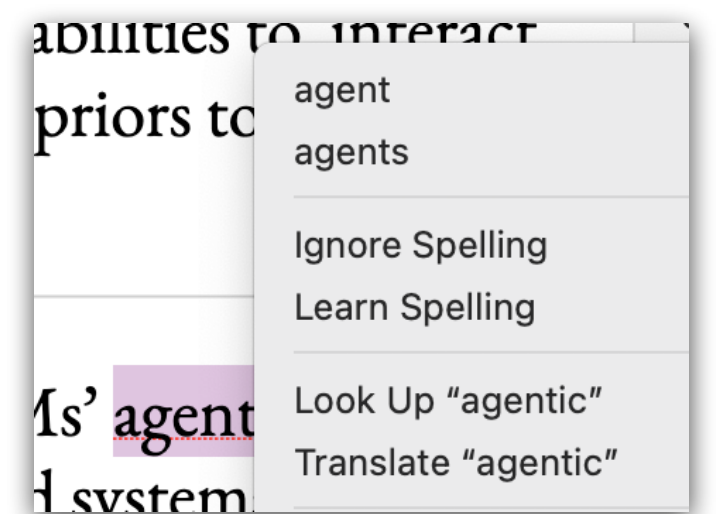 abilities to interact
priors to
Ms’ agent
d system
agent
agents
Ignore Spelling
Learn Spelling
Look Up “agentic”
Translate “agentic”